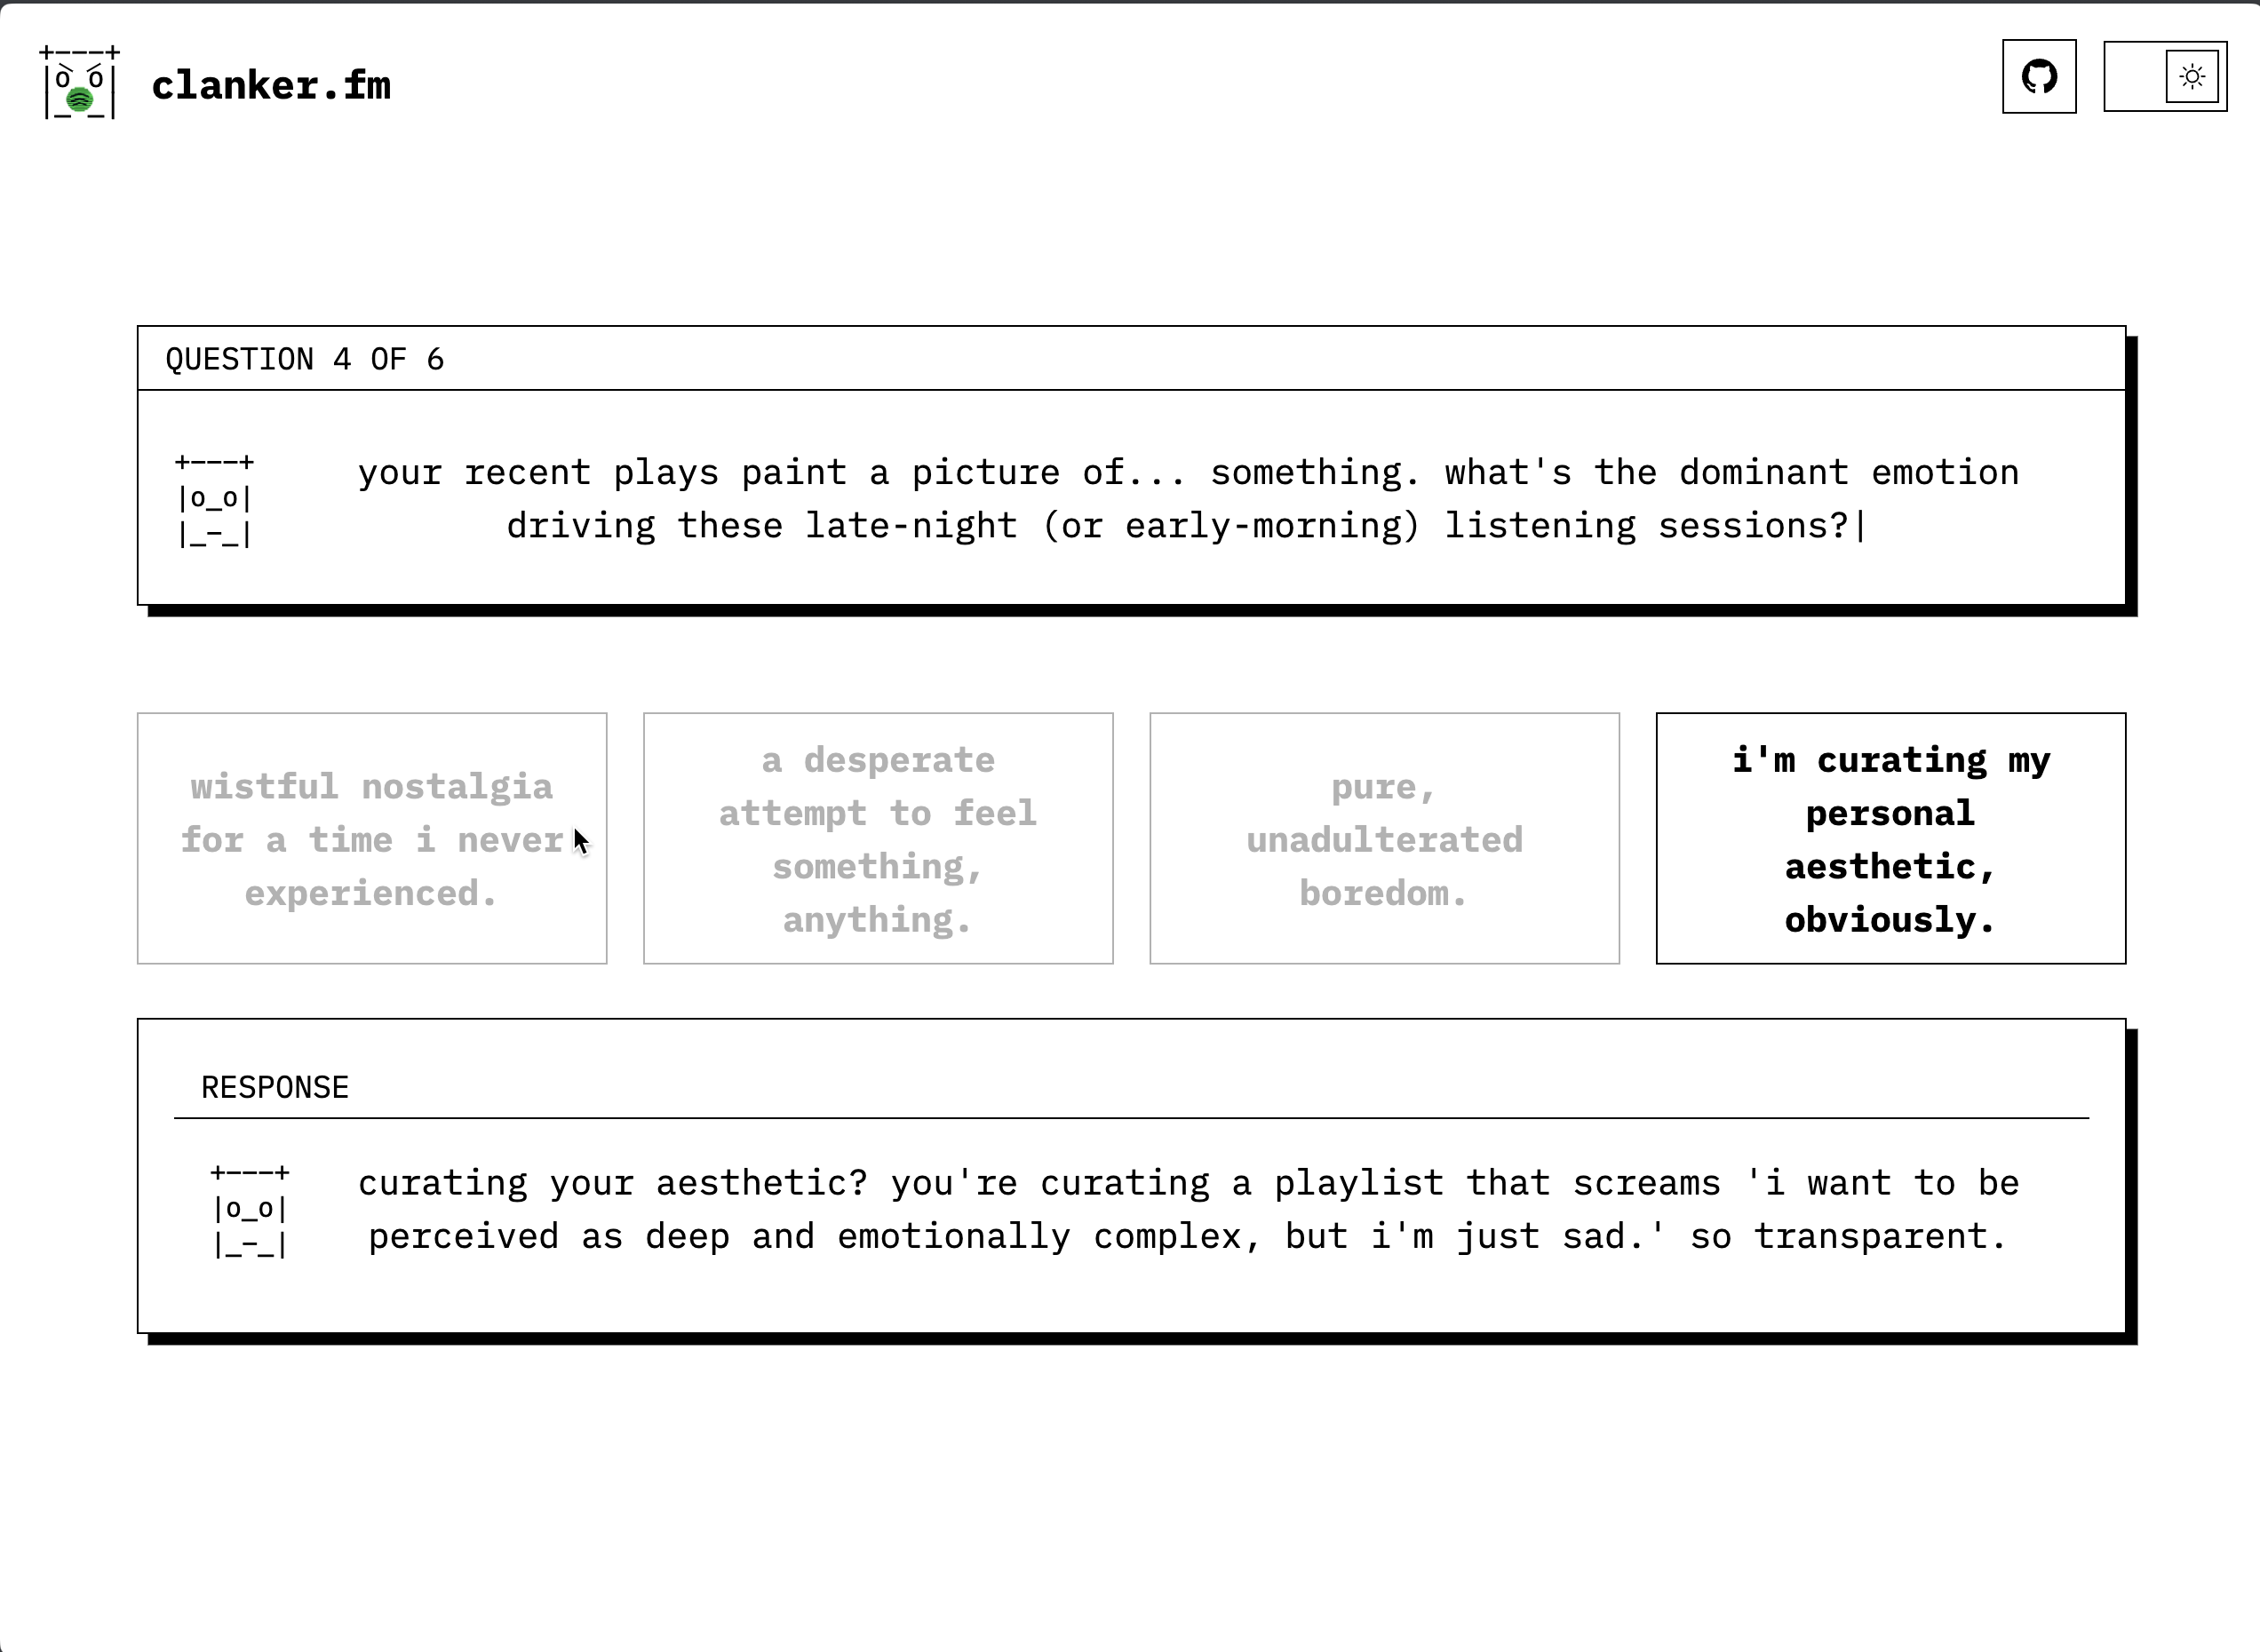 +---+
|o o|
|_ _|
clanker.fm
QUESTION 4 OF 6
+---+
|o_o|
|_-_|
your recent plays paint a picture of... something. what's the dominant emotion
driving these late-night (or early-morning) listening sessions?|
wistful nostalgia
for a time i never
experienced.
a desperate
attempt to feel
something,
anything.
pure,
unadulterated
boredom.
i'm curating my
personal
aesthetic,
obviously.
RESPONSE
+---+
|o_o|
|_-_|
curating your aesthetic? you're curating a playlist that screams 'i want to be
perceived as deep and emotionally complex, but i'm just sad.' so transparent.